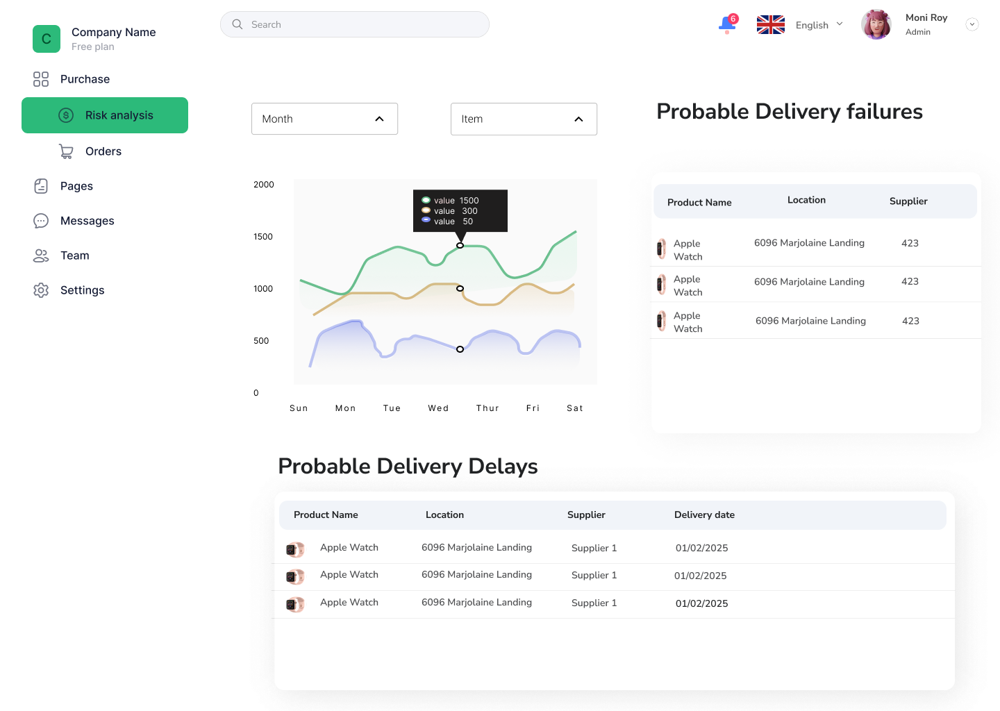 C
Company Name
Free plan
Search
6
English
Moni Roy
Admin
Purchase
Risk analysis
Orders
Pages
Messages
Team
Settings
Month
Item
2000
1500
1000
500
0
value 1500
value 300
value 50
Sun Mon Tue Wed Thur Fri Sat
Probable Delivery failures
Product Name Location Supplier
Apple Watch 6096 Marjolaine Landing 423
Apple Watch 6096 Marjolaine Landing 423
Apple Watch 6096 Marjolaine Landing 423
Probable Delivery Delays
Product Name Location Supplier Delivery date
Apple Watch 6096 Marjolaine Landing Supplier 1 01/02/2025
Apple Watch 6096 Marjolaine Landing Supplier 1 01/02/2025
Apple Watch 6096 Marjolaine Landing Supplier 1 01/02/2025